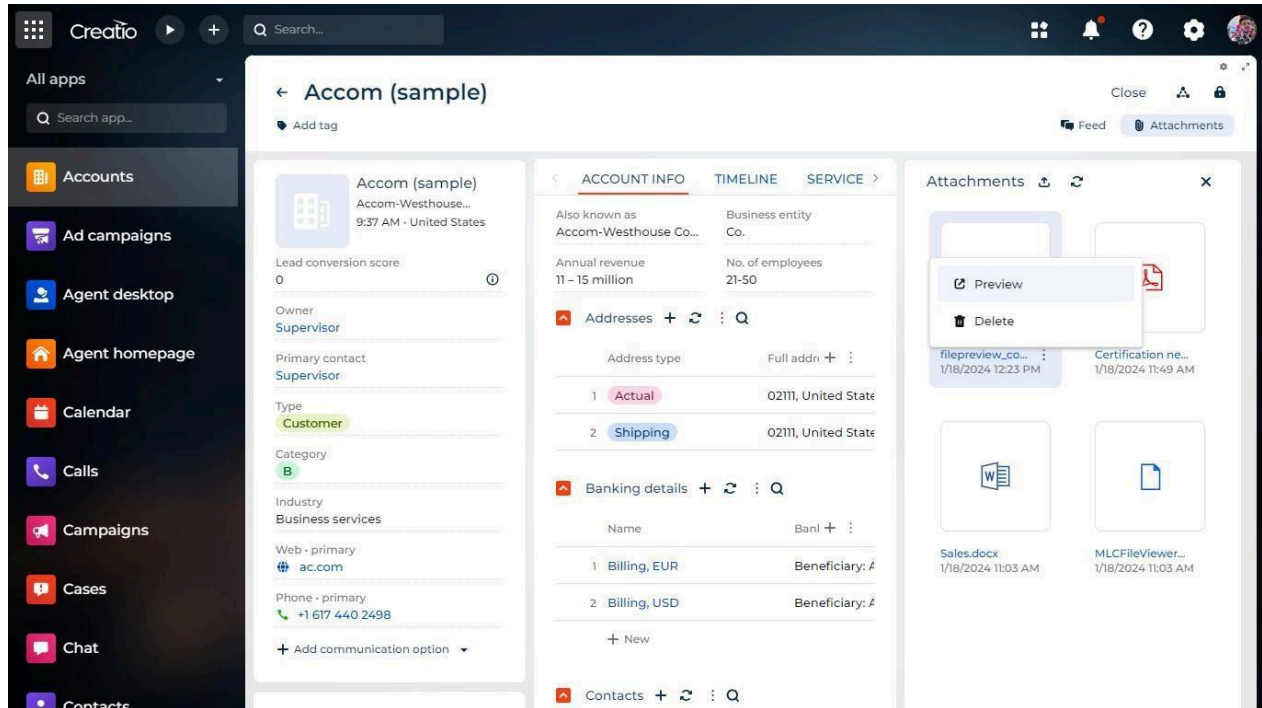 Creatio
Search...
All apps
Search app...
Accounts
Ad campaigns
Agent desktop
Agent homepage
Calendar
Calls
Campaigns
Cases
Chat
Contacts
Accom (sample)
Close
Add tag
Feed
Attachments
Accom (sample)
Accom-Westhouse...
9:37 AM • United States
Lead conversion score
0
Owner
Supervisor
Primary contact
Supervisor
Type
Customer
Category
B
Industry
Business services
Web • primary
ac.com
Phone • primary
+1 617 440 2498
Add communication option
ACCOUNT INFO TIMELINE SERVICE
Also known as Business entity
Accom-Westhouse Co... Co.
Annual revenue No. of employees
11 – 15 million 21-50
Addresses
Address type Full addr
1 Actual 02111, United State
2 Shipping 02111, United State
Banking details
Name Banl
1 Billing, EUR Beneficiary: A
2 Billing, USD Beneficiary: A
+ New
Contacts
Attachments
Preview
Delete
filepreview_co...
1/18/2024 12:23 PM
Certification ne...
1/18/2024 11:49 AM
Sales.docx
1/18/2024 11:03 AM
MLCFileViewer...
1/18/2024 11:03 AM